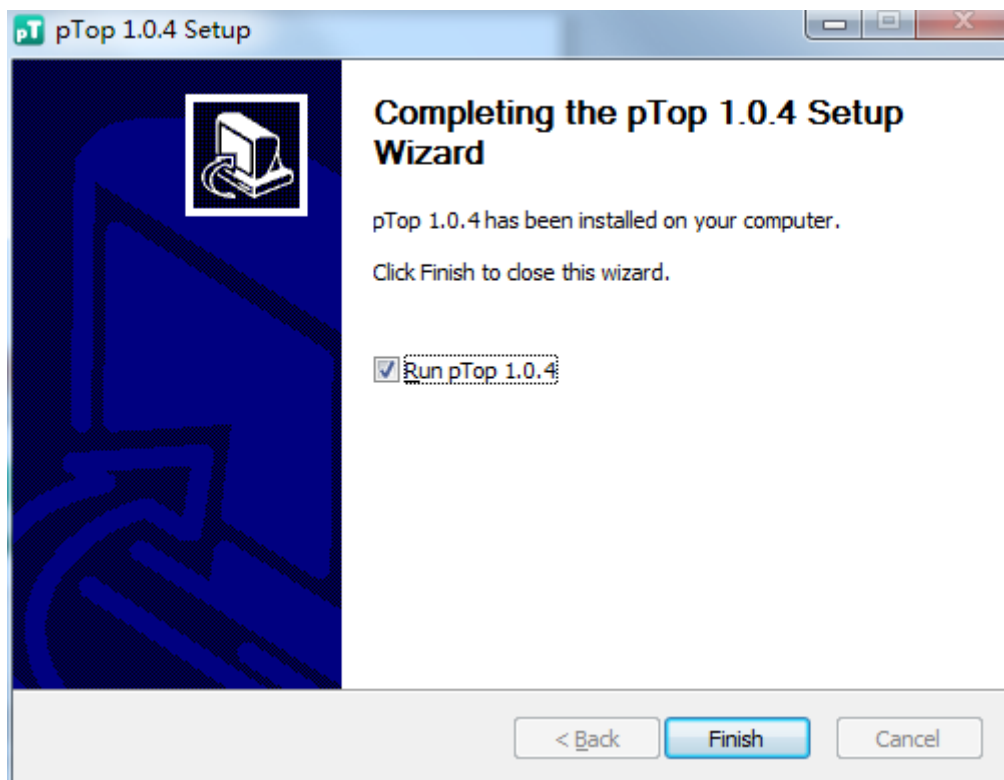 pT pTop 1.0.4 Setup
Completing the pTop 1.0.4 Setup
Wizard
pTop 1.0.4 has been installed on your computer.
Click Finish to close this wizard.
Run pTop 1.0.4
< Back Finish Cancel